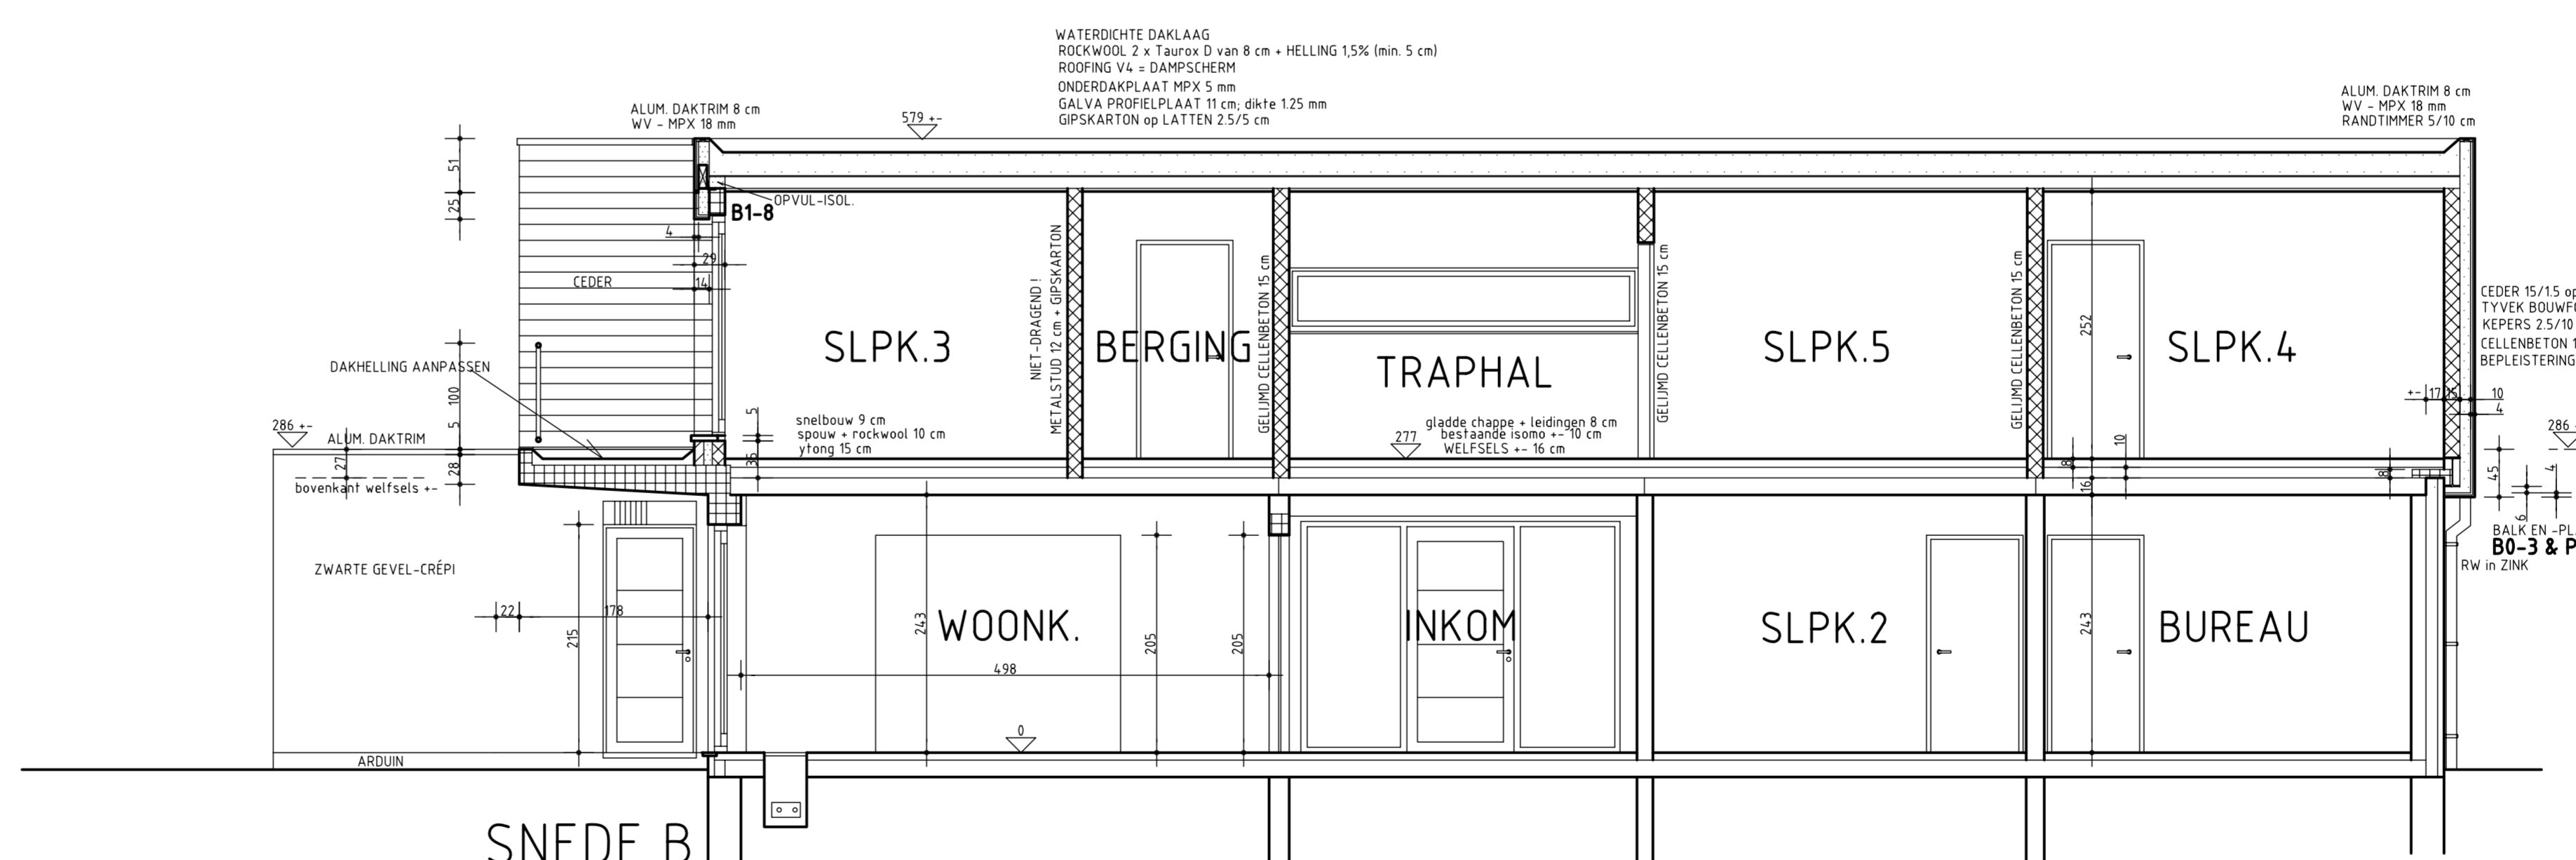 WATERDICHTE DAKLAAG
ROCKWOOL 2 x Taurox D van 8 cm + HELLING 1,5% (min. 5 cm)
ROOFING V4 = DAMPSCHERM
ONDERDAKPLAAT MPX 5 mm
GALVA PROFIELPLAAT 11 cm; dikte 1.25 mm
GIPSKARTON op LATTEN 2.5/5 cm
ALUM. DAKTRIM 8 cm
WV - MPX 18 mm
579 +-
ALUM. DAKTRIM 8 cm
WV - MPX 18 mm
RANDTIMMER 5/10 cm
51
25
OPVUL-ISOL.
B1-8
4
29
14
CEDER
DAKHELLING AANPASSEN
100
5
28
286 +-
ALUM. DAKTRIM
27
bovenkant welfsels +-
SLPK.3
NIET-DRAGEND !
METALSTUD 12 cm + GIPSKARTON
BERGING
GELIJMD CELLENBETON 15 cm
TRAPHAL
GELIJMD CELLENBETON 15 cm
SLPK.5
GELIJMD CELLENBETON 15 cm
252
SLPK.4
CEDER 15/1.5 op
TYVEK BOUWF
KEPERS 2.5/10
CELLENBETON 1
BEPLEISTERING
+-
17
15
10
4
5
35
snelbouw 9 cm
spouw + rockwool 10 cm
ytong 15 cm
277
gladde chappe + leidingen 8 cm
bestaande isomo +- 10 cm
WELFSELS +- 16 cm
8
10
16
8
286
45
4
6
BALK EN -PL
B0-3 & P
RW in ZINK
ZWARTE GEVEL-CRÉPI
22
178
215
243
WOONK.
498
205
205
INKOM
SLPK.2
243
BUREAU
0
ARDUIN
SNEDE B